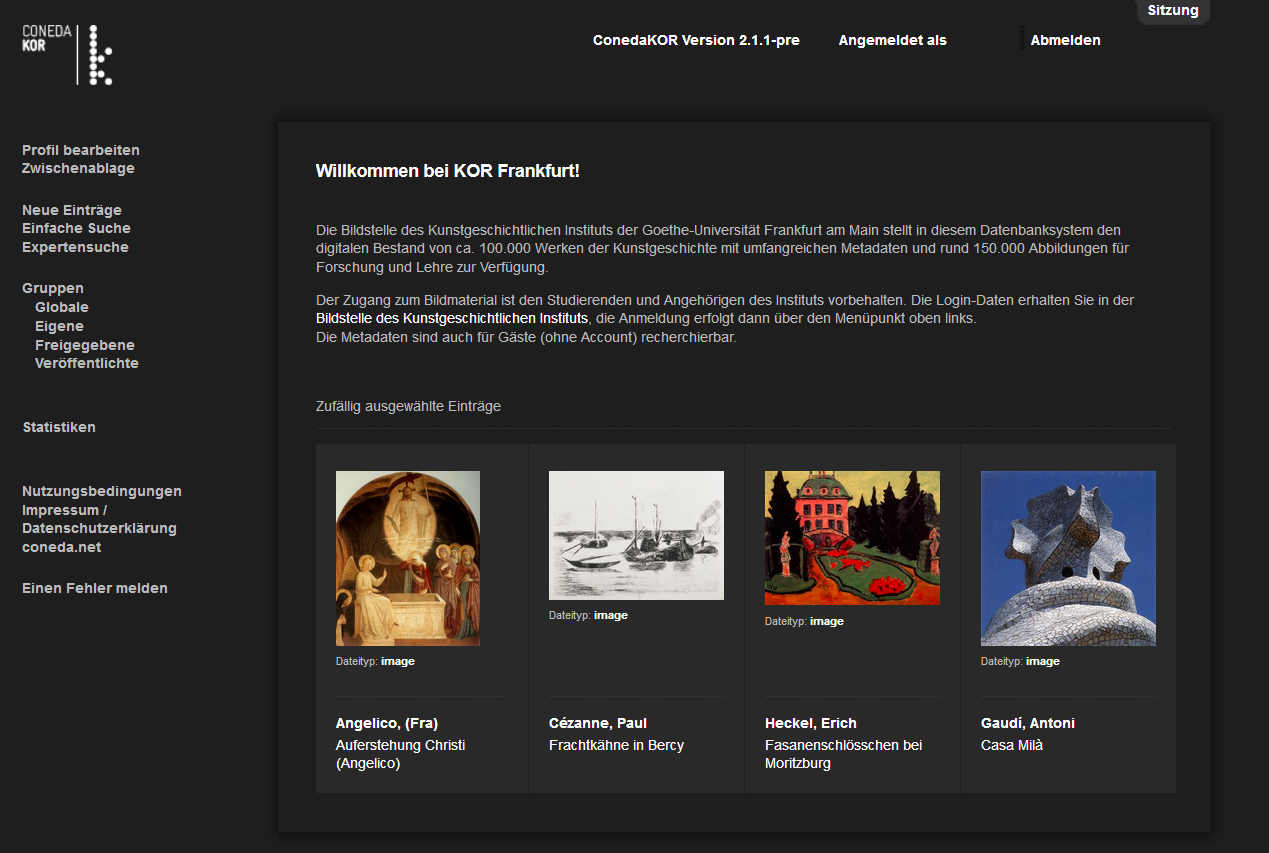 CONEDA
KOR
Sitzung
ConedaKOR Version 2.1.1-pre
Angemeldet als
Abmelden
Profil bearbeiten
Zwischenablage
Neue Einträge
Einfache Suche
Expertensuche
Gruppen
Globale
Eigene
Freigegebene
Veröffentlichte
Statistiken
Nutzungsbedingungen
Impressum /
Datenschutzerklärung
coneda.net
Einen Fehler melden
Willkommen bei KOR Frankfurt!
Die Bildstelle des Kunstgeschichtlichen Instituts der Goethe-Universität Frankfurt am Main stellt in diesem Datenbanksystem den
digitalen Bestand von ca. 100.000 Werken der Kunstgeschichte mit umfangreichen Metadaten und rund 150.000 Abbildungen für
Forschung und Lehre zur Verfügung.
Der Zugang zum Bildmaterial ist den Studierenden und Angehörigen des Instituts vorbehalten. Die Login-Daten erhalten Sie in der
Bildstelle des Kunstgeschichtlichen Instituts, die Anmeldung erfolgt dann über den Menüpunkt oben links.
Die Metadaten sind auch für Gäste (ohne Account) recherchierbar.
Zufällig ausgewählte Einträge
Dateityp: image
Angelico, (Fra)
Auferstehung Christi
(Angelico)
Dateityp: image
Cézanne, Paul
Frachtkähne in Bercy
Dateityp: image
Heckel, Erich
Fasanenschlösschen bei
Moritzburg
Dateityp: image
Gaudí, Antoni
Casa Milà